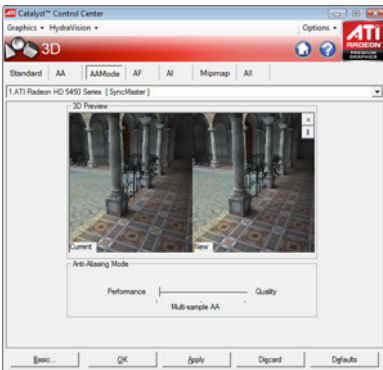 ATI Catalyst™ Control Center
Graphics HydraVision Options
ATI
RADEON
PREMIUM
GRAPHICS
3D
Standard AA AAMode AF AI Mipmap All
1.ATI Radeon HD 5450 Series [ SyncMaster ]
3D Preview
Current New
Anti-Aliasing Mode
Performance Quality
Multi-sample AA
Basic... OK Apply Discard Defaults